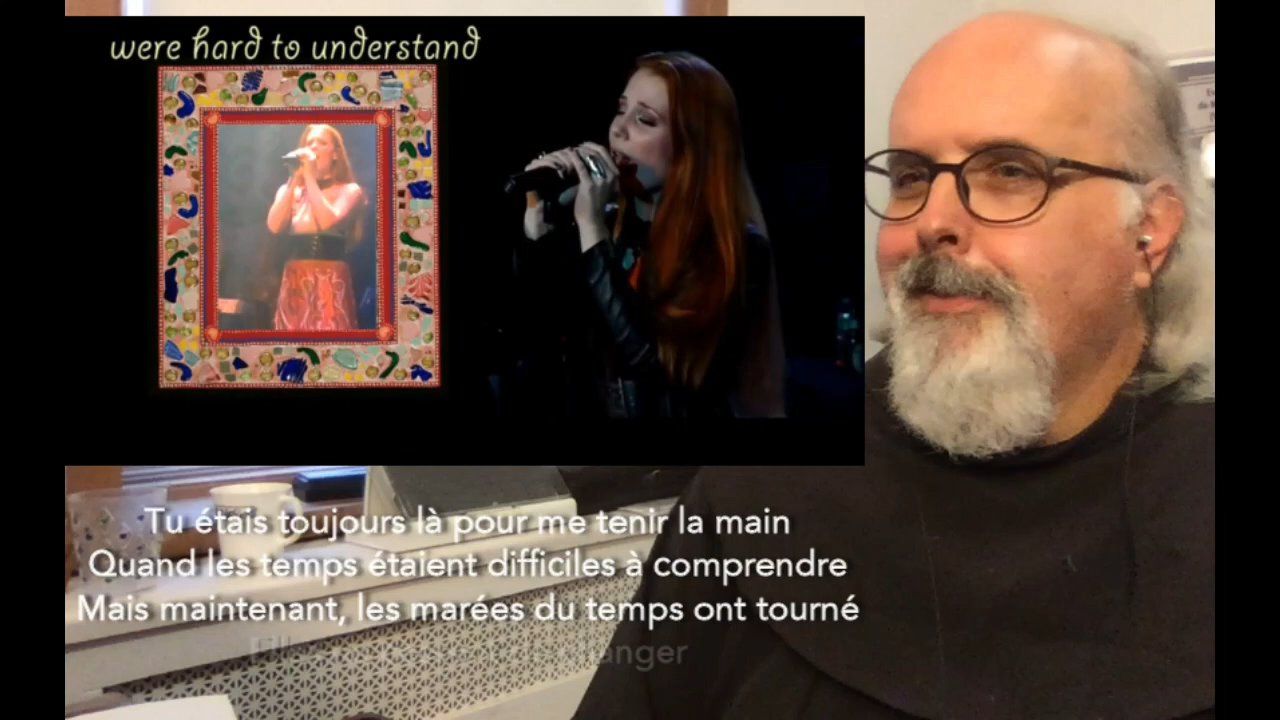 were hard to understand
Tu étais toujours là pour me tenir la main
Quand les temps étaient difficiles à comprendre
Mais maintenant, les marées du temps ont tourné